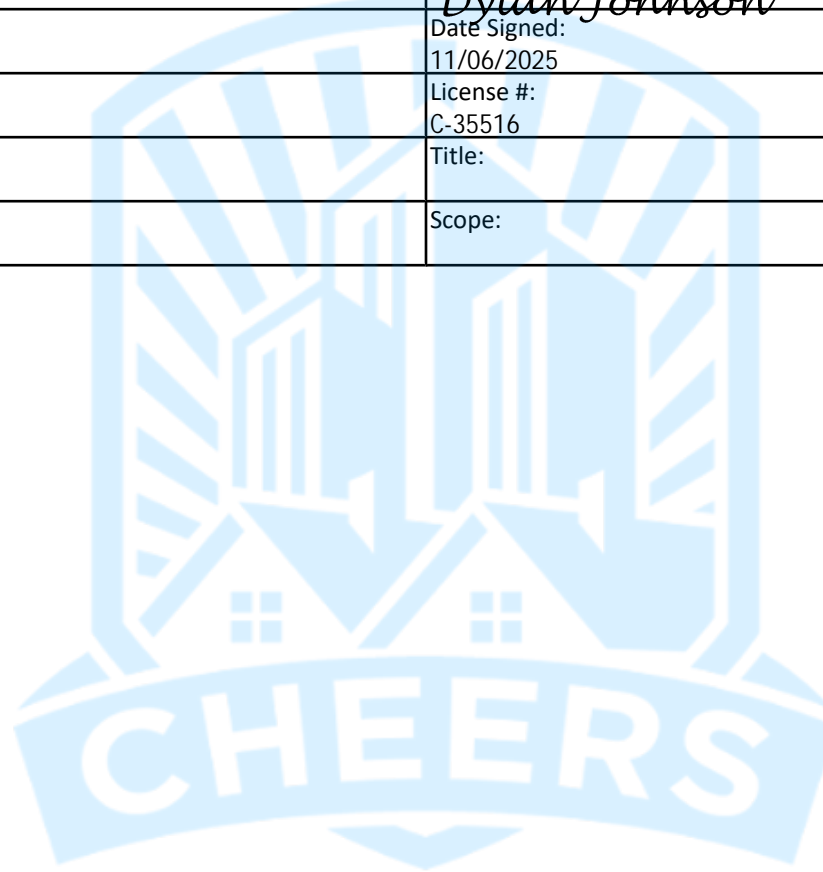 Dylan Johnson
Date Signed:
11/06/2025
License #:
C-35516
Title:
Scope:
CHEERS